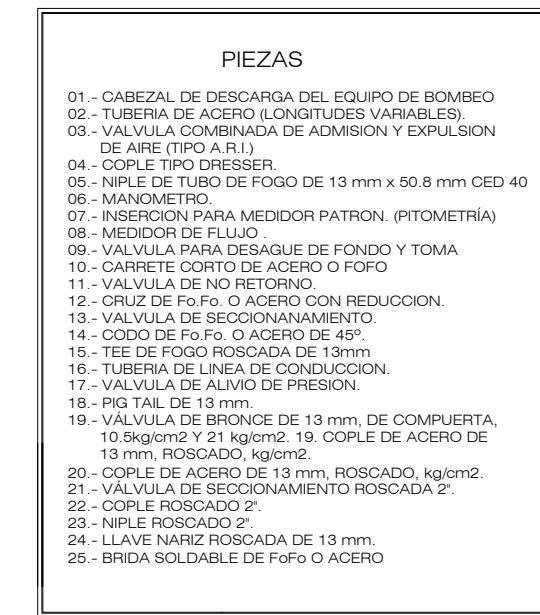 PIEZAS
01.- CABEZAL DE DESCARGA DEL EQUIPO DE BOMBEO
02.- TUBERIA DE ACERO (LONGITUDES VARIABLES).
03.- VALVULA COMBINADA DE ADMISION Y EXPULSION
DE AIRE (TIPO A.R.I.)
04.- COPLE TIPO DRESSER.
05.- NIPLE DE TUBO DE FOGO DE 13 mm x 50.8 mm CED 40
06.- MANOMETRO.
07.- INSERCION PARA MEDIDOR PATRON. (PITOMETRÍA)
08.- MEDIDOR DE FLUJO .
09.- VALVULA PARA DESAGUE DE FONDO Y TOMA
10.- CARRETE CORTO DE ACERO O FOFO
11.- VALVULA DE NO RETORNO.
12.- CRUZ DE Fo.Fo. O ACERO CON REDUCCION.
13.- VALVULA DE SECCIONANAMIENTO.
14.- CODO DE Fo.Fo. O ACERO DE 45º.
15.- TEE DE FOGO ROSCADA DE 13mm
16.- TUBERIA DE LINEA DE CONDUCCION.
17.- VALVULA DE ALIVIO DE PRESION.
18.- PIG TAIL DE 13 mm.
19.- VÁLVULA DE BRONCE DE 13 mm, DE COMPUERTA,
10.5kg/cm2 Y 21 kg/cm2. 19. COPLE DE ACERO DE
13 mm, ROSCADO, kg/cm2.
20.- COPLE DE ACERO DE 13 mm, ROSCADO, kg/cm2.
21.- VÁLVULA DE SECCIONAMIENTO ROSCADA 2".
22.- COPLE ROSCADO 2".
23.- NIPLE ROSCADO 2".
24.- LLAVE NARIZ ROSCADA DE 13 mm.
25.- BRIDA SOLDABLE DE FoFo O ACERO